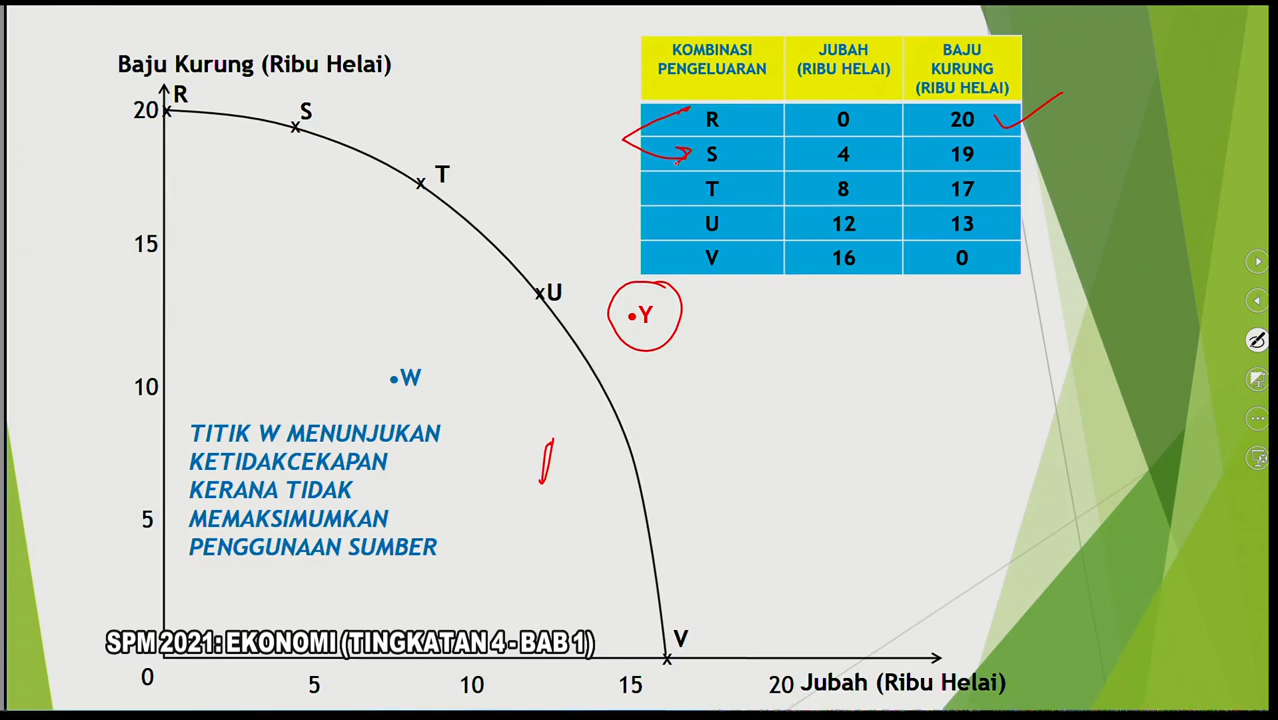 Baju Kurung (Ribu Helai)
KOMBINASI PENGELUARAN JUBAH (RIBU HELAI) BAJU KURUNG (RIBU HELAI)
R 0 20
S 4 19
T 8 17
U 12 13
V 16 0
20
R
S
T
15
U
Y
10
W
TITIK W MENUNJUKAN
KETIDAKCEKAPAN
KERANA TIDAK
MEMAKSIMUMKAN
PENGGUNAAN SUMBER
5
SPM 2021: EKONOMI (TINGKATAN 4 - BAB 1)
V
0 5 10 15 20 Jubah (Ribu Helai)